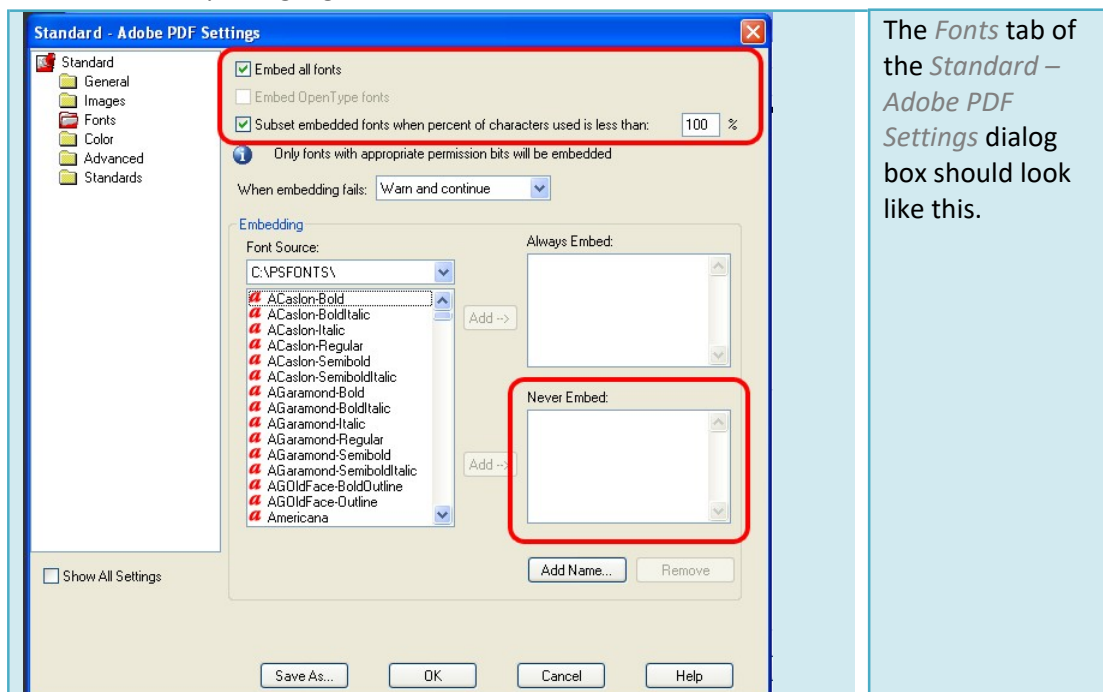 Standard - Adobe PDF Settings
Standard
General
Images
Fonts
Color
Advanced
Standards
Show All Settings
Embed all fonts
Embed OpenType fonts
Subset embedded fonts when percent of characters used is less than: 100 %
Only fonts with appropriate permission bits will be embedded
When embedding fails: Warn and continue
Embedding
Font Source:
C:\PSFONTS\
ACaslon-Bold
ACaslon-BoldItalic
ACaslon-Italic
ACaslon-Regular
ACaslon-Semibold
ACaslon-SemiboldItalic
AGaramond-Bold
AGaramond-BoldItalic
AGaramond-Italic
AGaramond-Regular
AGaramond-Semibold
AGaramond-SemiboldItalic
AGOldFace-BoldOutline
AGOldFace-Outline
Americana
Add -->
Add -->
Always Embed:
Never Embed:
Add Name...
Remove
Save As...
OK
Cancel
Help
The Fonts tab of
the Standard –
Adobe PDF
Settings dialog
box should look
like this.